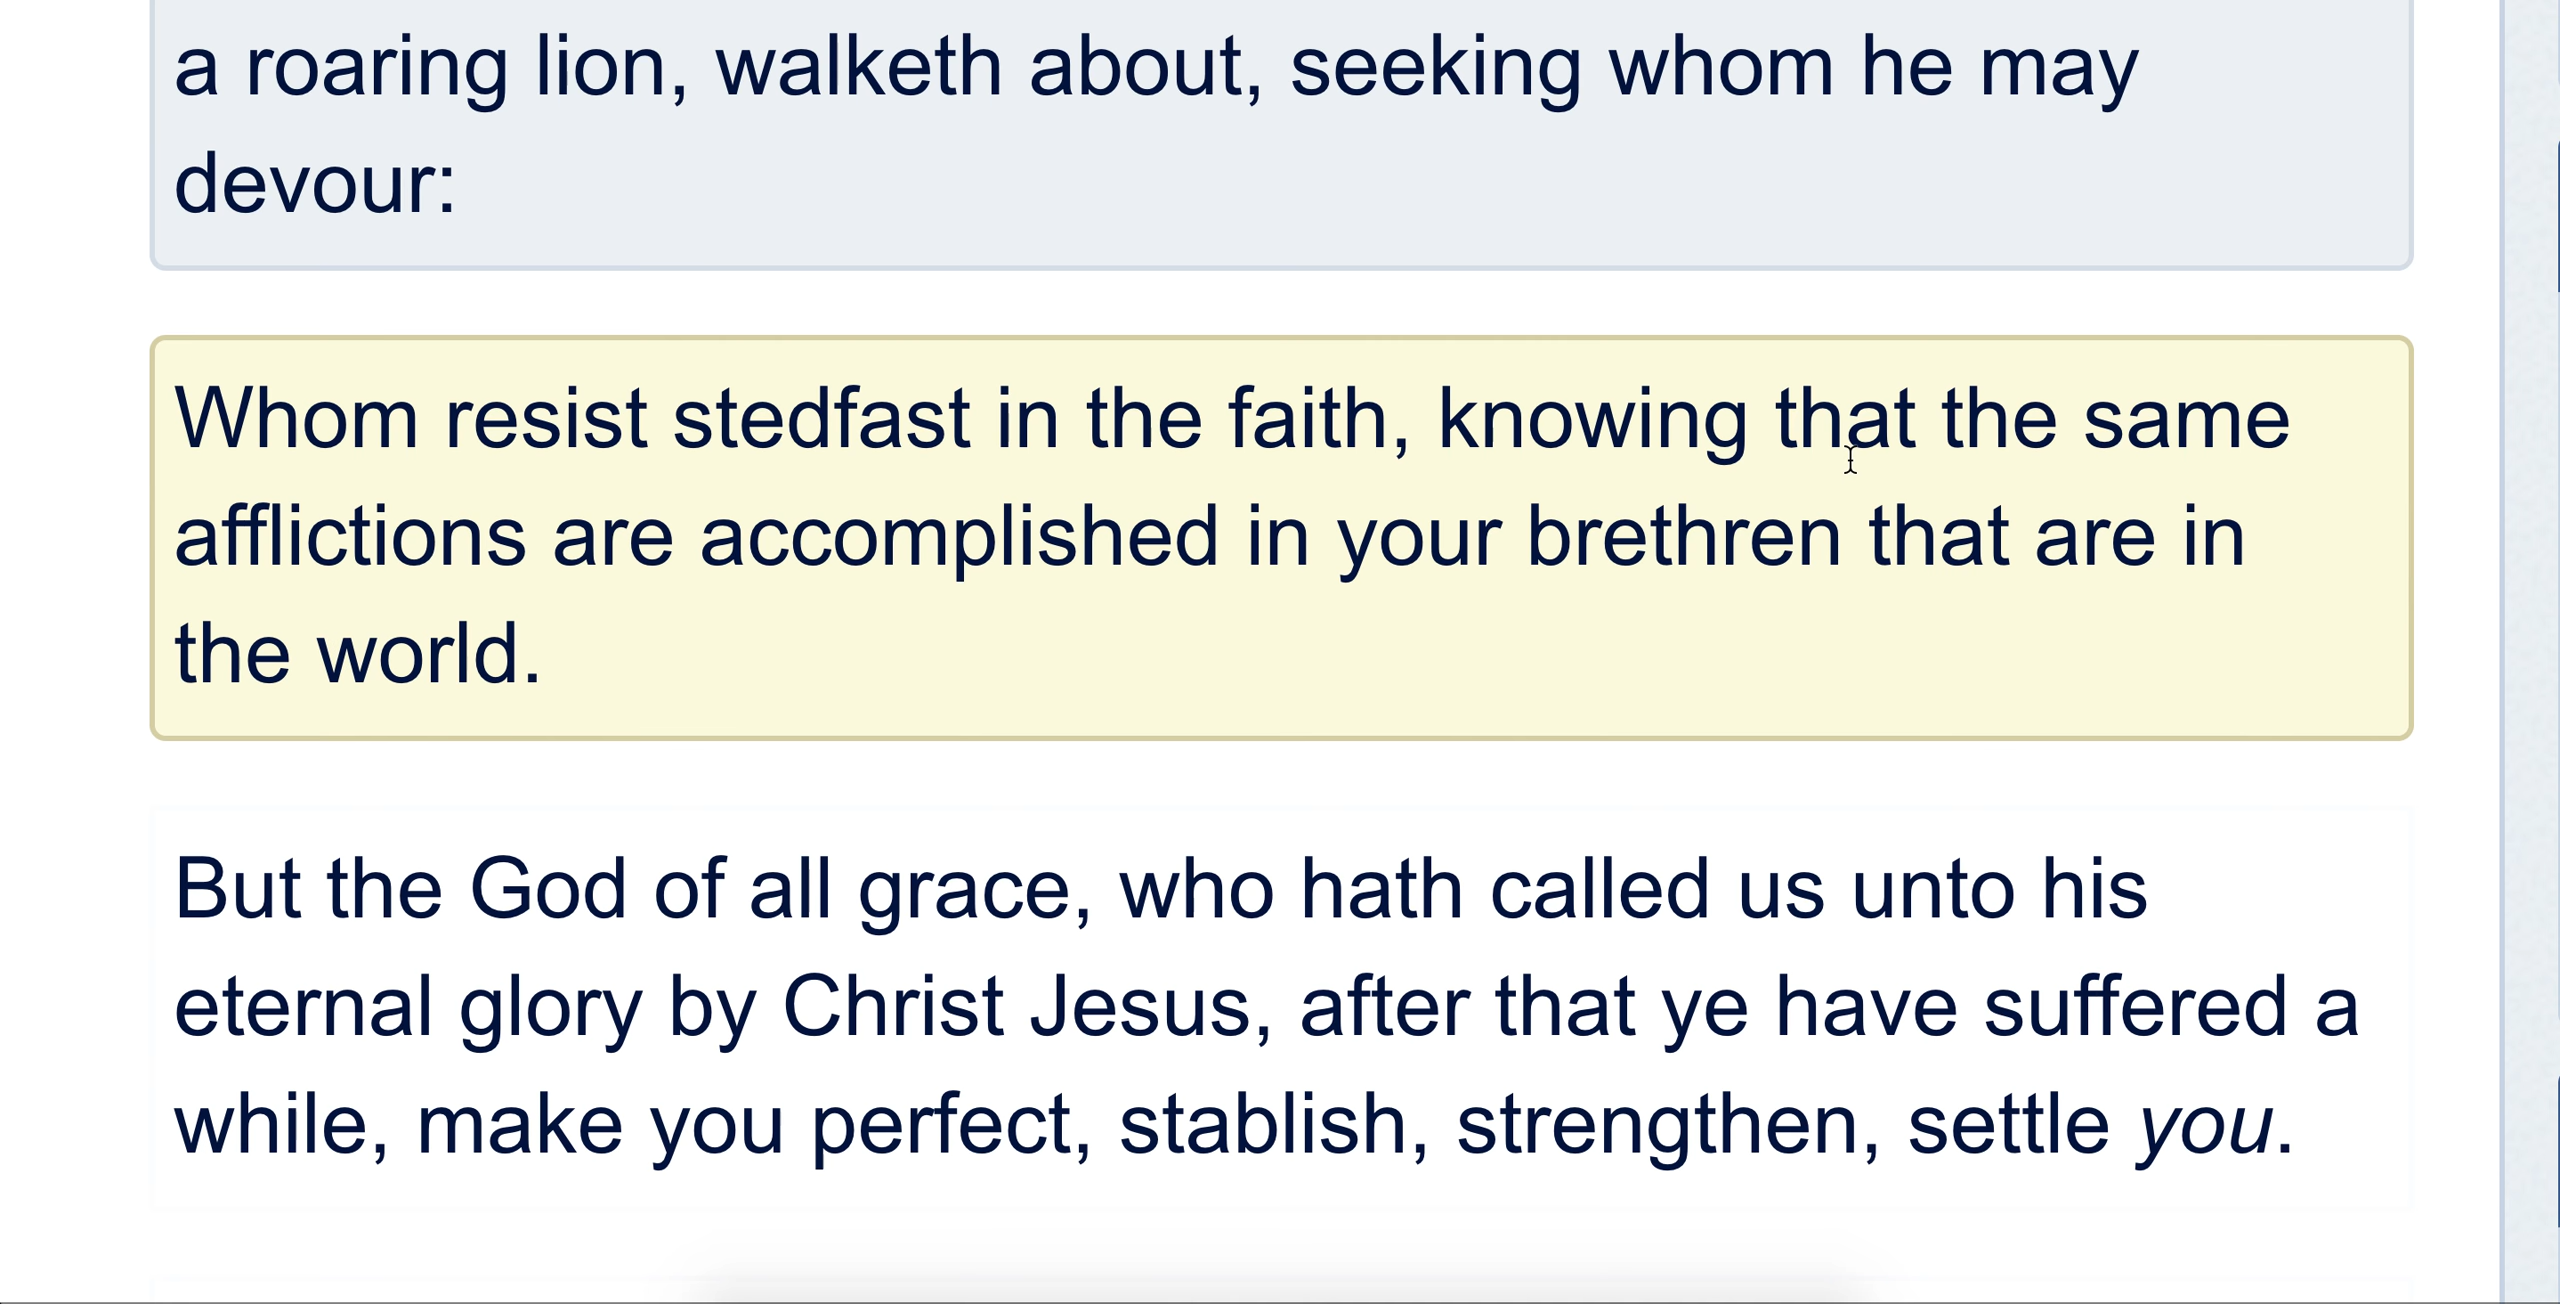 a roaring lion, walketh about, seeking whom he may
devour:
Whom resist stedfast in the faith, knowing that the same
afflictions are accomplished in your brethren that are in
the world.
But the God of all grace, who hath called us unto his
eternal glory by Christ Jesus, after that ye have suffered a
while, make you perfect, stablish, strengthen, settle you.